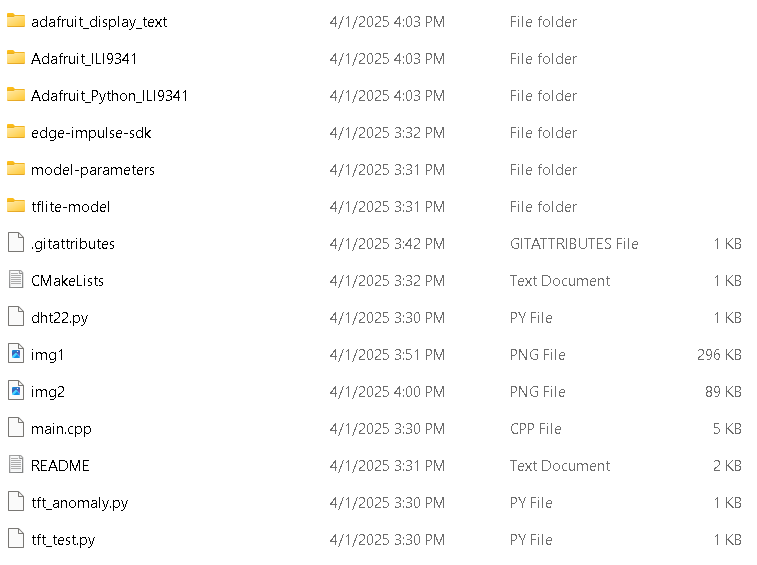 adafruit_display_text 4/1/2025 4:03 PM File folder
Adafruit_ILI9341 4/1/2025 4:03 PM File folder
Adafruit_Python_ILI9341 4/1/2025 4:03 PM File folder
edge-impulse-sdk 4/1/2025 3:32 PM File folder
model-parameters 4/1/2025 3:31 PM File folder
tflite-model 4/1/2025 3:31 PM File folder
.gitattributes 4/1/2025 3:42 PM GITATTRIBUTES File 1 KB
CMakeLists 4/1/2025 3:32 PM Text Document 1 KB
dht22.py 4/1/2025 3:30 PM PY File 1 KB
img1 4/1/2025 3:51 PM PNG File 296 KB
img2 4/1/2025 4:00 PM PNG File 89 KB
main.cpp 4/1/2025 3:30 PM CPP File 5 KB
README 4/1/2025 3:31 PM Text Document 2 KB
tft_anomaly.py 4/1/2025 3:30 PM PY File 1 KB
tft_test.py 4/1/2025 3:30 PM PY File 1 KB